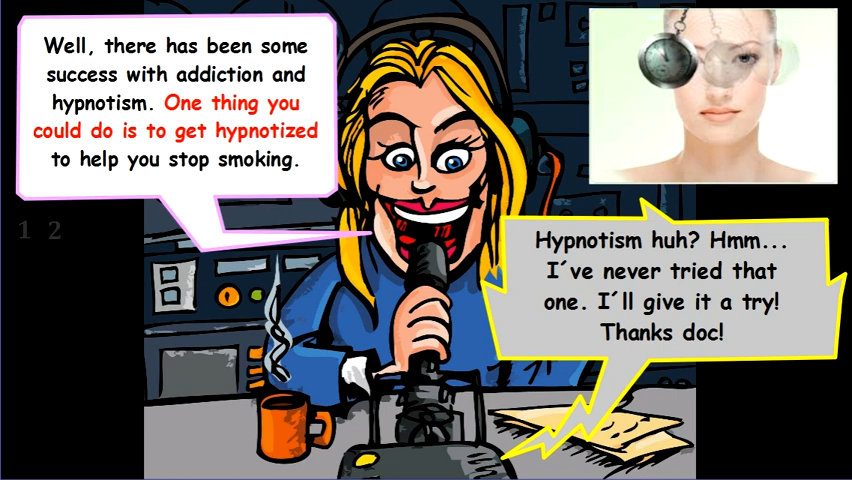 Well, there has been some
success with addiction and
hypnotism. One thing you
could do is to get hypnotized
to help you stop smoking.
1 2
Hypnotism huh? Hmm...
I´ve never tried that
one. I´ll give it a try!
Thanks doc!